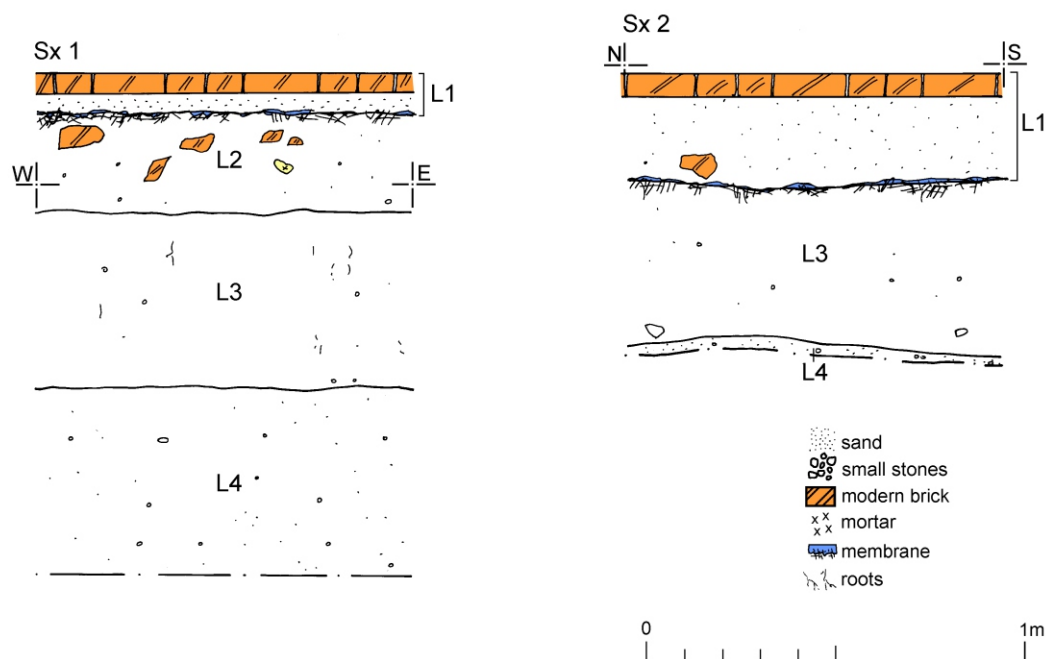 Sx 1
L1
L2
W
E
L3
L4
Sx 2
N
S
L1
L3
L4
sand
small stones
modern brick
mortar
membrane
roots
0
1m